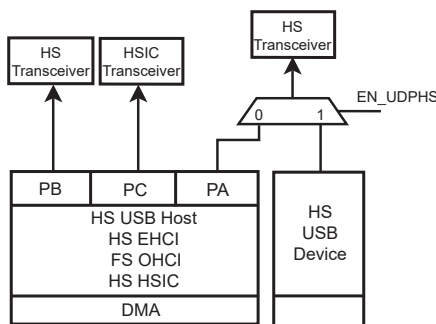 HS
Transceiver
HSIC
Transceiver
HS
Transceiver
0
1
EN_UDPHS
PB
PC
PA
HS USB Host
HS EHCI
FS OHCI
HS HSIC
DMA
HS
USB
Device